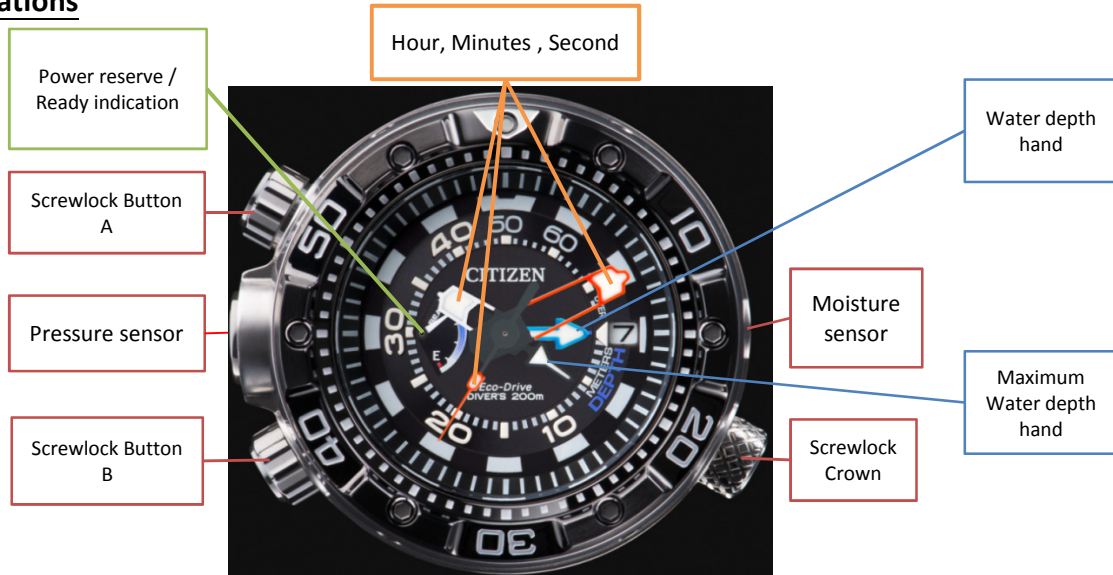 ations
Hour, Minutes , Second
Power reserve /
Ready indication
Water depth
hand
Screwlock Button
A
Pressure sensor
Moisture
sensor
Maximum
Water depth
hand
Screwlock Button
B
Screwlock
Crown
50
10
40
20
30
40
50
60
30
20
10
CITIZEN
7
E
Eco-Drive
DIVER'S 200m
METERS
DEPTH